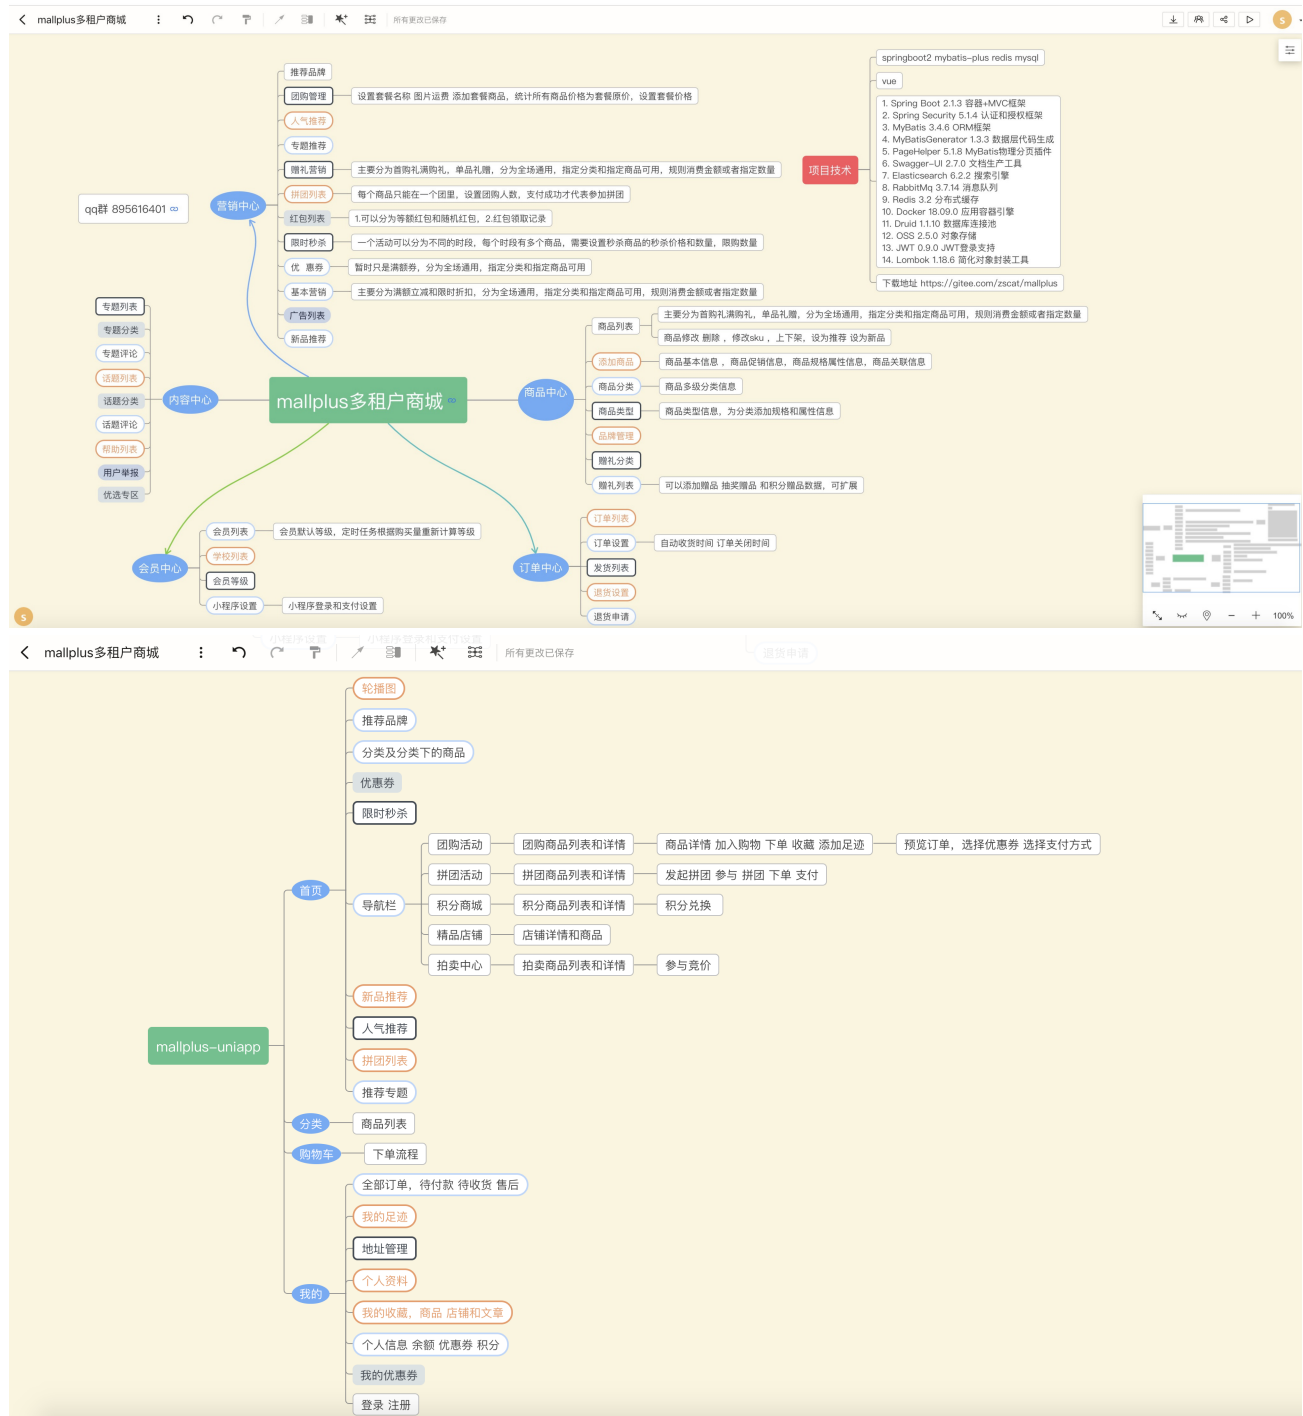 mallplus多租户商城
所有更改已保存
S
qq群 895616401
mallplus多租户商城
营销中心
推荐品牌
团购管理
设置套餐名称 图片运费 添加套餐商品，统计所有商品价格为套餐原价，设置套餐价格
人气推荐
专题推荐
赠礼营销
主要分为首购礼满购礼，单品礼赠，分为全场通用，指定分类和指定商品可用，规则消费金额或者指定数量
拼团列表
每个商品只能在一个团里，设置团购人数，支付成功才代表参加拼团
红包列表
1.可以分为等额红包和随机红包，2.红包领取记录
限时秒杀
一个活动可以分为不同的时段，每个时段有多个商品，需要设置秒杀商品的秒杀价格和数量，限购数量
优 惠券
暂时只是满额券，分为全场通用，指定分类和指定商品可用
基本营销
主要分为满额立减和限时折扣，分为全场通用，指定分类和指定商品可用，规则消费金额或者指定数量
广告列表
新品推荐
项目技术
springboot2 mybatis-plus redis mysql
vue
1. Spring Boot 2.1.3 容器+MVC框架
2. Spring Security 5.1.4 认证和授权框架
3. MyBatis 3.4.6 ORM框架
4. MyBatisGenerator 1.3.3 数据层代码生成
5. PageHelper 5.1.8 MyBatis物理分页插件
6. Swagger-UI 2.7.0 文档生产工具
7. Elasticsearch 6.2.2 搜索引擎
8. RabbitMq 3.7.14 消息队列
9. Redis 3.2 分布式缓存
10. Docker 18.09.0 应用容器引擎
11. Druid 1.1.10 数据库连接池
12. OSS 2.5.0 对象存储
13. JWT 0.9.0 JWT登录支持
14. Lombok 1.18.6 简化对象封装工具
下载地址 https://gitee.com/zscat/mallplus
内容中心
专题列表
专题分类
专题评论
话题列表
话题分类
话题评论
帮助列表
用户举报
优选专区
商品中心
商品列表
主要分为首购礼满购礼，单品礼赠，分为全场通用，指定分类和指定商品可用，规则消费金额或者指定数量
商品修改 删除 ，修改sku ，上下架，设为推荐 设为新品
添加商品
商品基本信息 ，商品促销信息，商品规格属性信息，商品关联信息
商品分类
商品多级分类信息
商品类型
商品类型信息，为分类添加规格和属性信息
品牌管理
赠礼分类
赠礼列表
可以添加赠品 抽奖赠品 和积分赠品数据，可扩展
会员中心
会员列表
会员默认等级，定时任务根据购买量重新计算等级
学校列表
会员等级
小程序设置
小程序登录和支付设置
订单中心
订单列表
订单设置
自动收货时间 订单关闭时间
发货列表
退货设置
退货申请
S
100%
小程序设置
小程序登录和支付设置
退货申请
mallplus多租户商城
所有更改已保存
mallplus-uniapp
首页
轮播图
推荐品牌
分类及分类下的商品
优惠券
限时秒杀
导航栏
团购活动
团购商品列表和详情
商品详情 加入购物 下单 收藏 添加足迹
预览订单，选择优惠券 选择支付方式
拼团活动
拼团商品列表和详情
发起拼团 参与 拼团 下单 支付
积分商城
积分商品列表和详情
积分兑换
精品店铺
店铺详情和商品
拍卖中心
拍卖商品列表和详情
参与竞价
新品推荐
人气推荐
拼团列表
推荐专题
分类
商品列表
购物车
下单流程
我的
全部订单，待付款 待收货 售后
我的足迹
地址管理
个人资料
我的收藏，商品 店铺和文章
个人信息 余额 优惠券 积分
我的优惠券
登录 注册